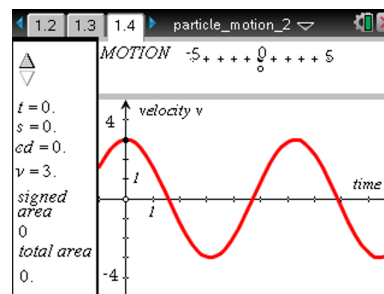 1.2 1.3 1.4 particle_motion_2
MOTION -5 0 5
t=0.
s=0.
cd=0.
v=3.
signed
area
0
total area
0.
4 velocity v
1
1
time
-4